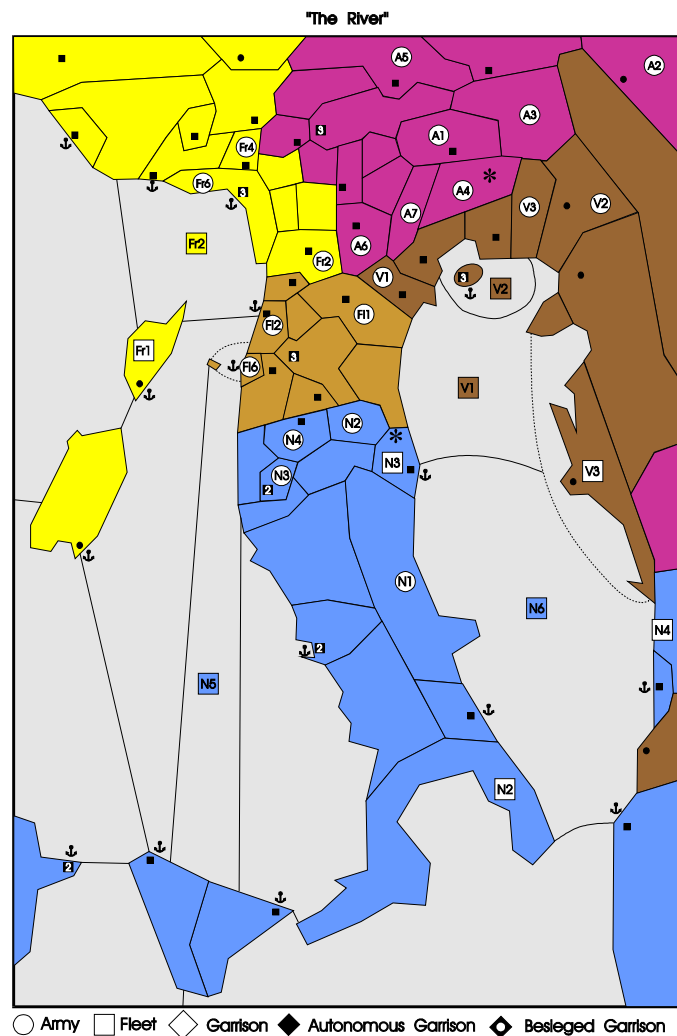 "The River"
A5
A2
3
A3
A1
Fr4
A4
Fr6
3
V3
V2
A7
Fr2
A6
Fr2
V1
3
V2
Fl2
Fl1
Fr1
3
Fl6
V1
N2
N4
N3
N3
V3
2
N1
N6
N4
2
N5
N2
2
Army Fleet Garrison Autonomous Garrison Besieged Garrison